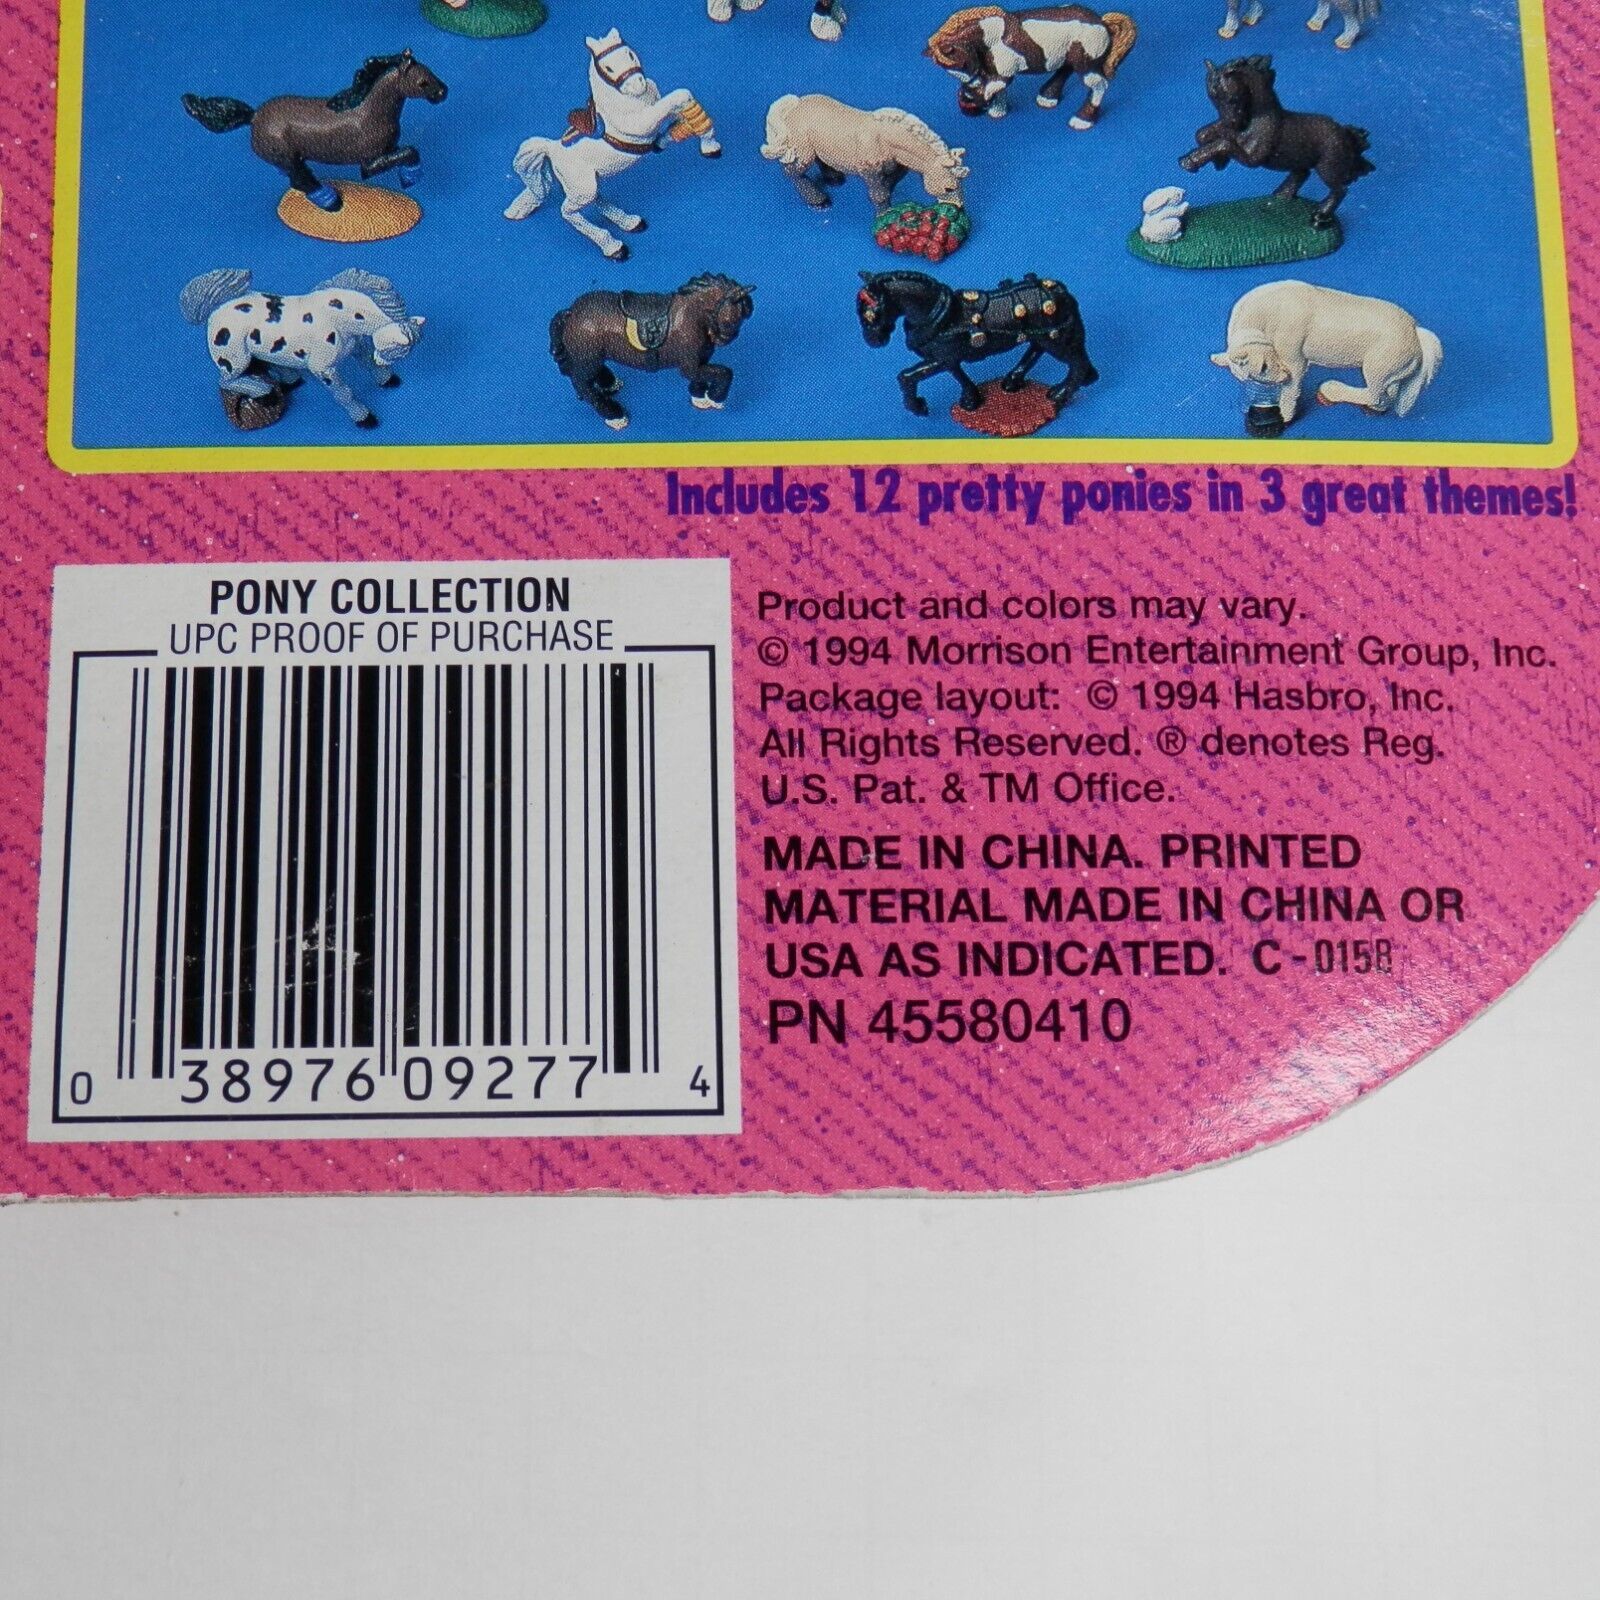 Includes 12 pretty ponies in 3 great themes!
PONY COLLECTION
UPC PROOF OF PURCHASE
0 38976 09277 4
Product and colors may vary.
© 1994 Morrison Entertainment Group, Inc.
Package layout: © 1994 Hasbro, Inc.
All Rights Reserved. ® denotes Reg.
U.S. Pat. & TM Office.
MADE IN CHINA. PRINTED
MATERIAL MADE IN CHINA OR
USA AS INDICATED. C-015B
PN 45580410